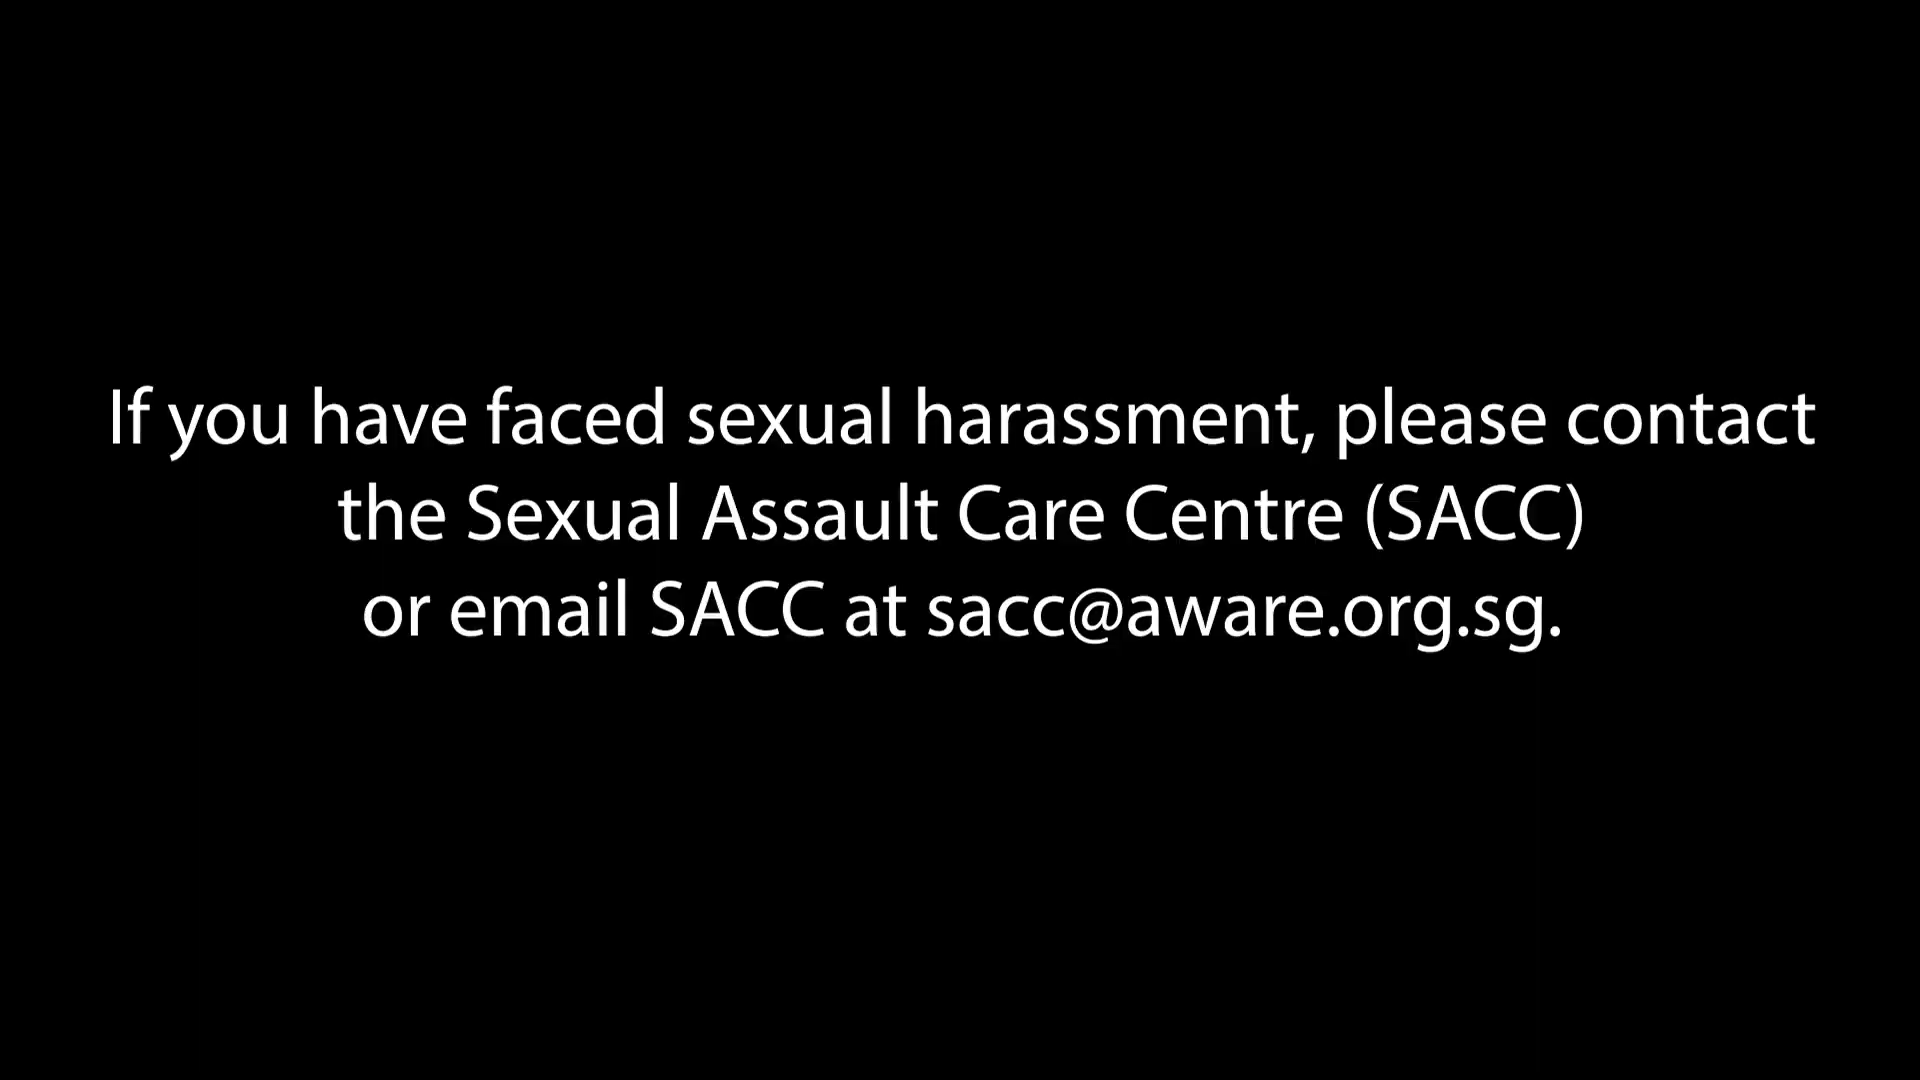 If you have faced sexual harassment, please contact
the Sexual Assault Care Centre (SACC)
or email SACC at sacc@aware.org.sg.